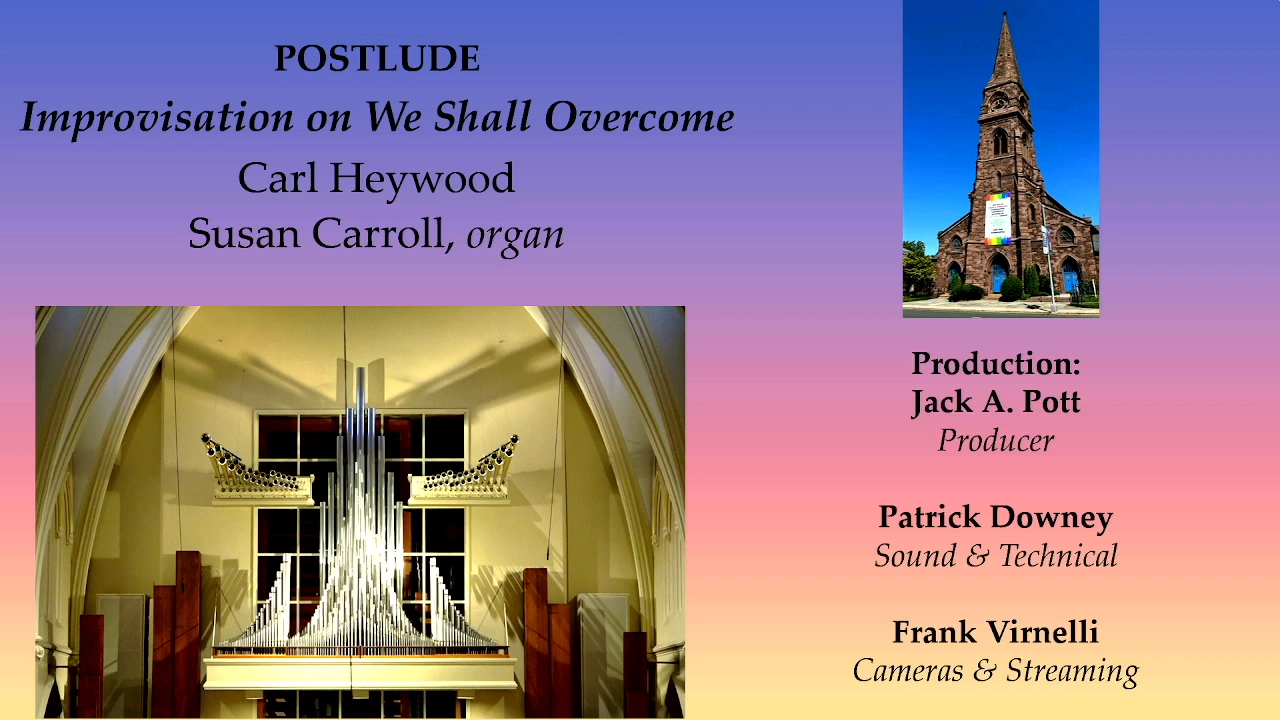 POSTLUDE
Improvisation on We Shall Overcome
Carl Heywood
Susan Carroll, organ
Production:
Jack A. Pott
Producer
Patrick Downey
Sound & Technical
Frank Virnelli
Cameras & Streaming